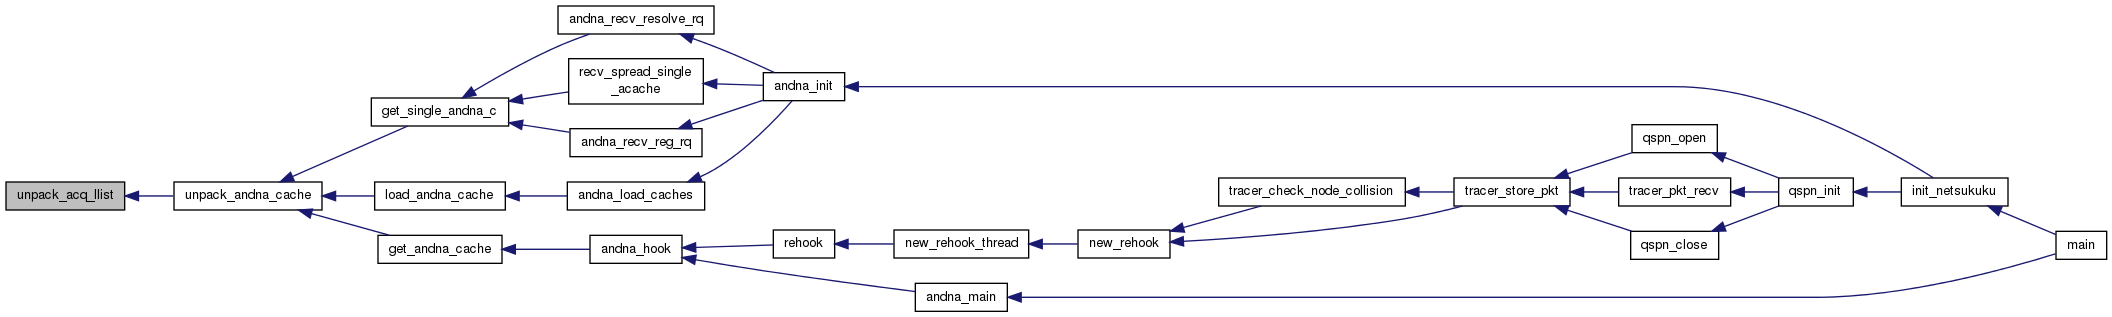 andna_recv_resolve_rq
recv_spread_single
_acache
andna_init
get_single_andna_c
andna_recv_reg_rq
qspn_open
unpack_acq_llist
unpack_andna_cache
load_andna_cache
andna_load_caches
tracer_check_node_collision
tracer_store_pkt
tracer_pkt_recv
qspn_init
init_netsukuku
get_andna_cache
andna_hook
rehook
new_rehook_thread
new_rehook
qspn_close
main
andna_main